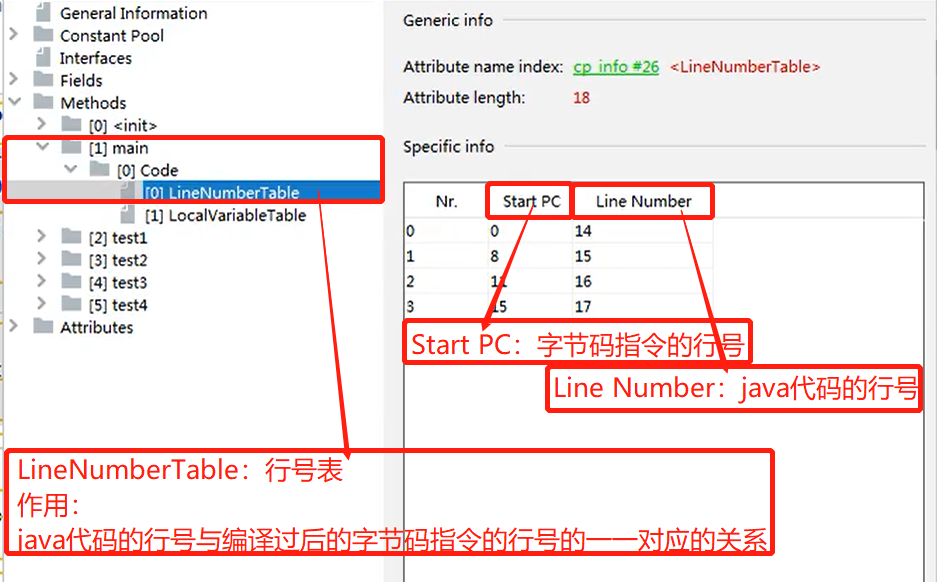 General Information
Constant Pool
Interfaces
Fields
Methods
[0] <init>
[1] main
[0] Code
[0] LineNumberTable
[1] LocalVariableTable
[2] test1
[3] test2
[4] test3
[5] test4
Attributes
Generic info
Attribute name index: cp info #26 <LineNumberTable>
Attribute length: 18
Specific info
Nr. Start PC Line Number
0 0 14
1 8 15
2 11 16
3 15 17
Start PC：字节码指令的行号
Line Number：java代码的行号
LineNumberTable：行号表
作用：
java代码的行号与编译过后的字节码指令的行号的一一对应的关系